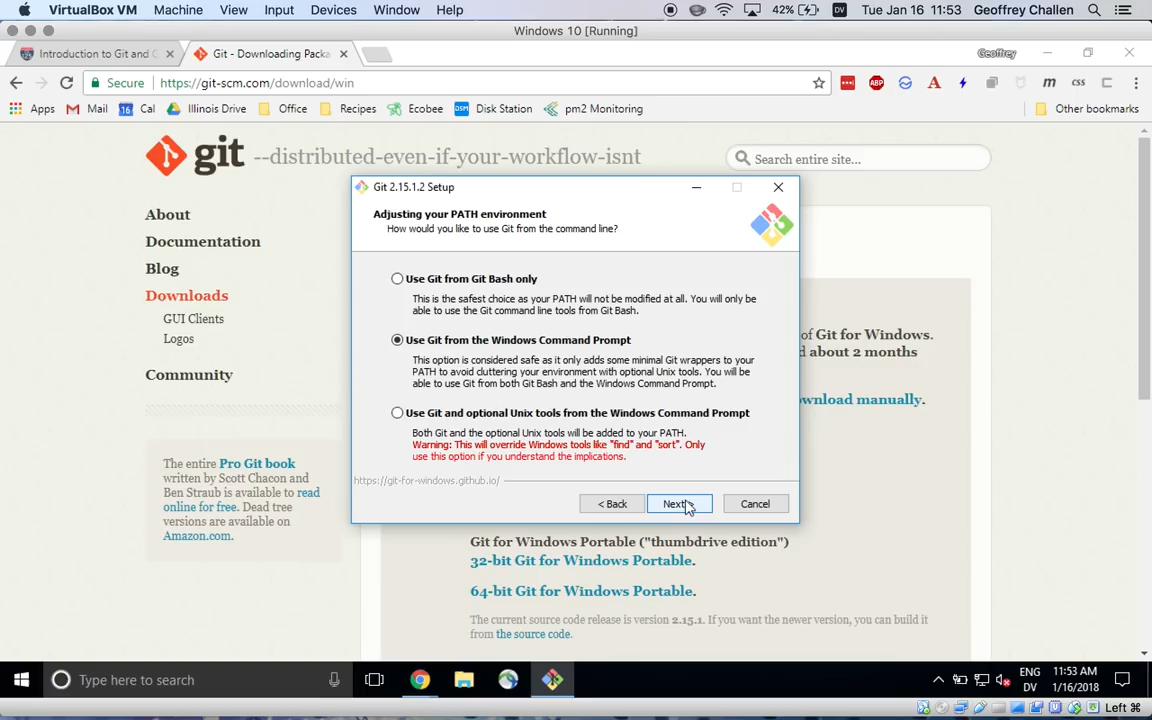 VirtualBox VM Machine View Input Devices Window Help 42% DV Tue Jan 16 11:53 Geoffrey Challen
Windows 10 [Running]
Introduction to Git and G Git - Downloading Packa Geoffrey
Secure https://git-scm.com/download/win ABP A m css C
Apps Mail 16 Cal Illinois Drive Office Recipes Ecobee DSM Disk Station pm2 Monitoring Other bookmarks
git --distributed-even-if-your-workflow-isnt
Search entire site...
About
Documentation
Blog
Downloads
GUI Clients
Logos
Community
The entire Pro Git book
written by Scott Chacon and
Ben Straub is available to read
online for free. Dead tree
versions are available on
Amazon.com.
Git 2.15.1.2 Setup
Adjusting your PATH environment
How would you like to use Git from the command line?
Use Git from Git Bash only
This is the safest choice as your PATH will not be modified at all. You will only be
able to use the Git command line tools from Git Bash.
Use Git from the Windows Command Prompt
This option is considered safe as it only adds some minimal Git wrappers to your
PATH to avoid cluttering your environment with optional Unix tools. You will be
able to use Git from both Git Bash and the Windows Command Prompt.
Use Git and optional Unix tools from the Windows Command Prompt
Both Git and the optional Unix tools will be added to your PATH.
Warning: This will override Windows tools like "find" and "sort". Only
use this option if you understand the implications.
https://git-for-windows.github.io/
< Back Next > Cancel
of Git for Windows.
d about 2 months
ownload manually.
Git for Windows Portable ("thumbdrive edition")
32-bit Git for Windows Portable.
64-bit Git for Windows Portable.
The current source code release is version 2.15.1. If you want the newer version, you can build it
from the source code.
Type here to search
ENG 11:53 AM
DV 1/16/2018
Left ⌘